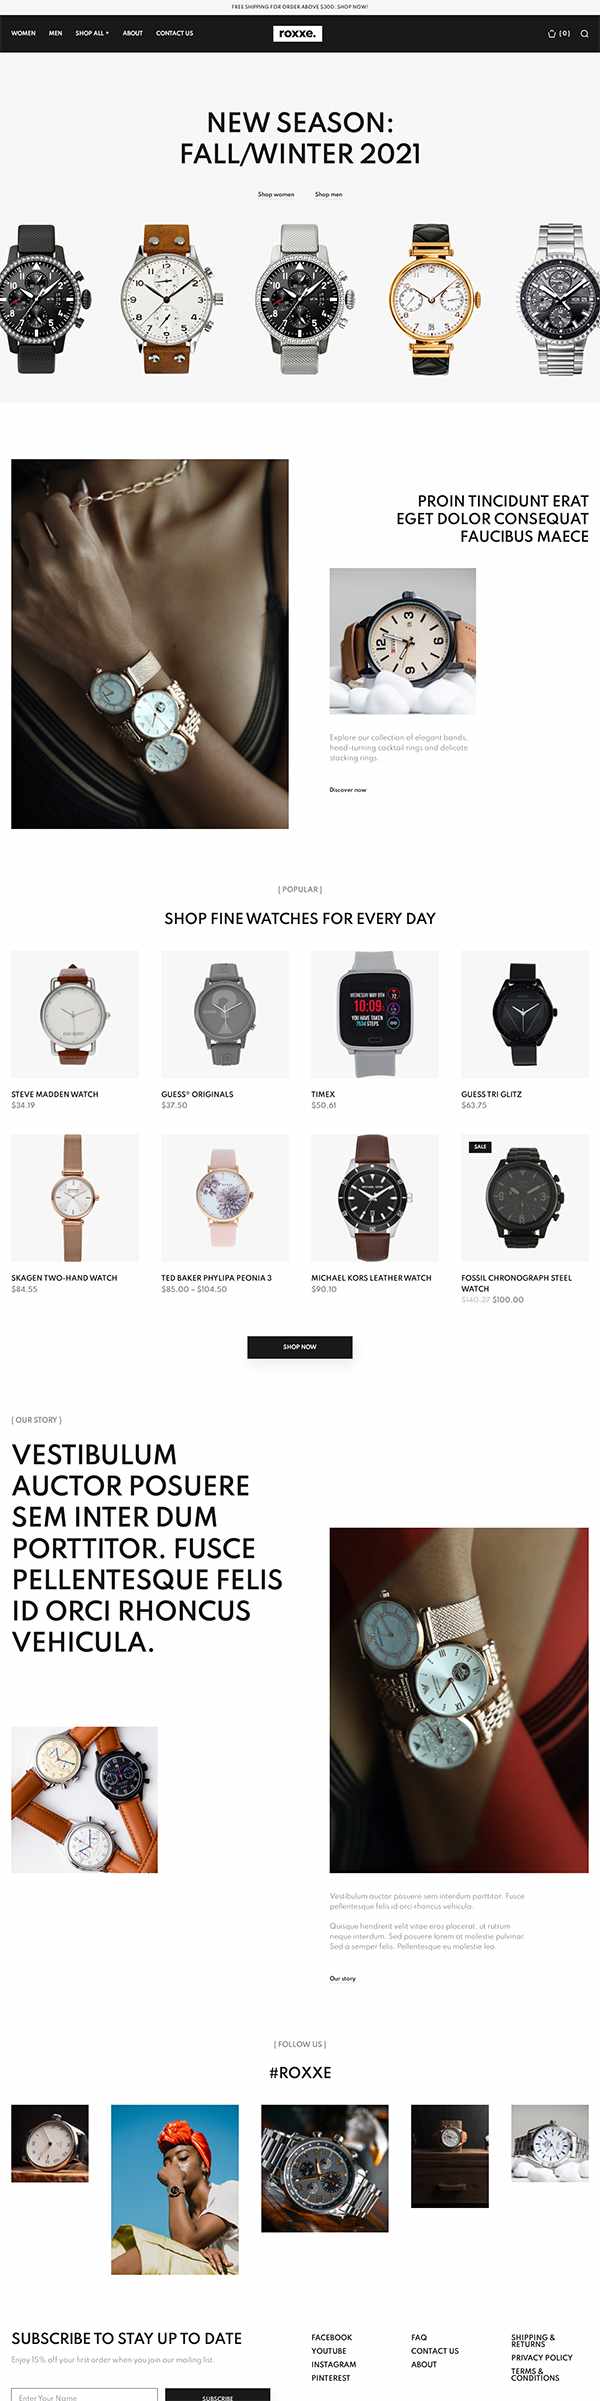 FREE SHIPPING FOR ORDER ABOVE $300: SHOP NOW!
WOMEN MEN SHOP ALL ABOUT CONTACT US
roxxe.
(0)
NEW SEASON:
FALL/WINTER 2021
Shop women Shop men
PROIN TINCIDUNT ERAT
EGET DOLOR CONSEQUAT
FAUCIBUS MAECE
Explore our collection of elegant bands,
head-turning cocktail rings and delicate
stacking rings.
Discover now
[ POPULAR ]
SHOP FINE WATCHES FOR EVERY DAY
STEVE MADDEN WATCH
$34.19
GUESS® ORIGINALS
$37.50
TIMEX
$50.61
GUESS TRI GLITZ
$63.75
SKAGEN TWO-HAND WATCH
$84.55
TED BAKER PHYLIPA PEONIA 3
$85.00 – $104.50
MICHAEL KORS LEATHER WATCH
$90.10
SALE
FOSSIL CHRONOGRAPH STEEL
WATCH
$140.27 $100.00
SHOP NOW
[ OUR STORY ]
VESTIBULUM
AUCTOR POSUERE
SEM INTER DUM
PORTTITOR. FUSCE
PELLENTESQUE FELIS
ID ORCI RHONCUS
VEHICULA.
Vestibulum auctor posuere sem interdum porttitor. Fusce
pellentesque felis id orci rhoncus vehicula.
Quisque hendrerit velit vitae eros placerat, ut rutrum
neque interdum. Sed posuere lorem at molestie pulvinar.
Sed a semper felis. Pellentesque eu molestie leo.
Our story
[ FOLLOW US ]
#ROXXE
SUBSCRIBE TO STAY UP TO DATE
Enjoy 15% off your first order when you join our mailing list.
Enter Your Name
SUBSCRIBE
FACEBOOK
YOUTUBE
INSTAGRAM
PINTEREST
FAQ
CONTACT US
ABOUT
SHIPPING &
RETURNS
PRIVACY POLICY
TERMS &
CONDITIONS